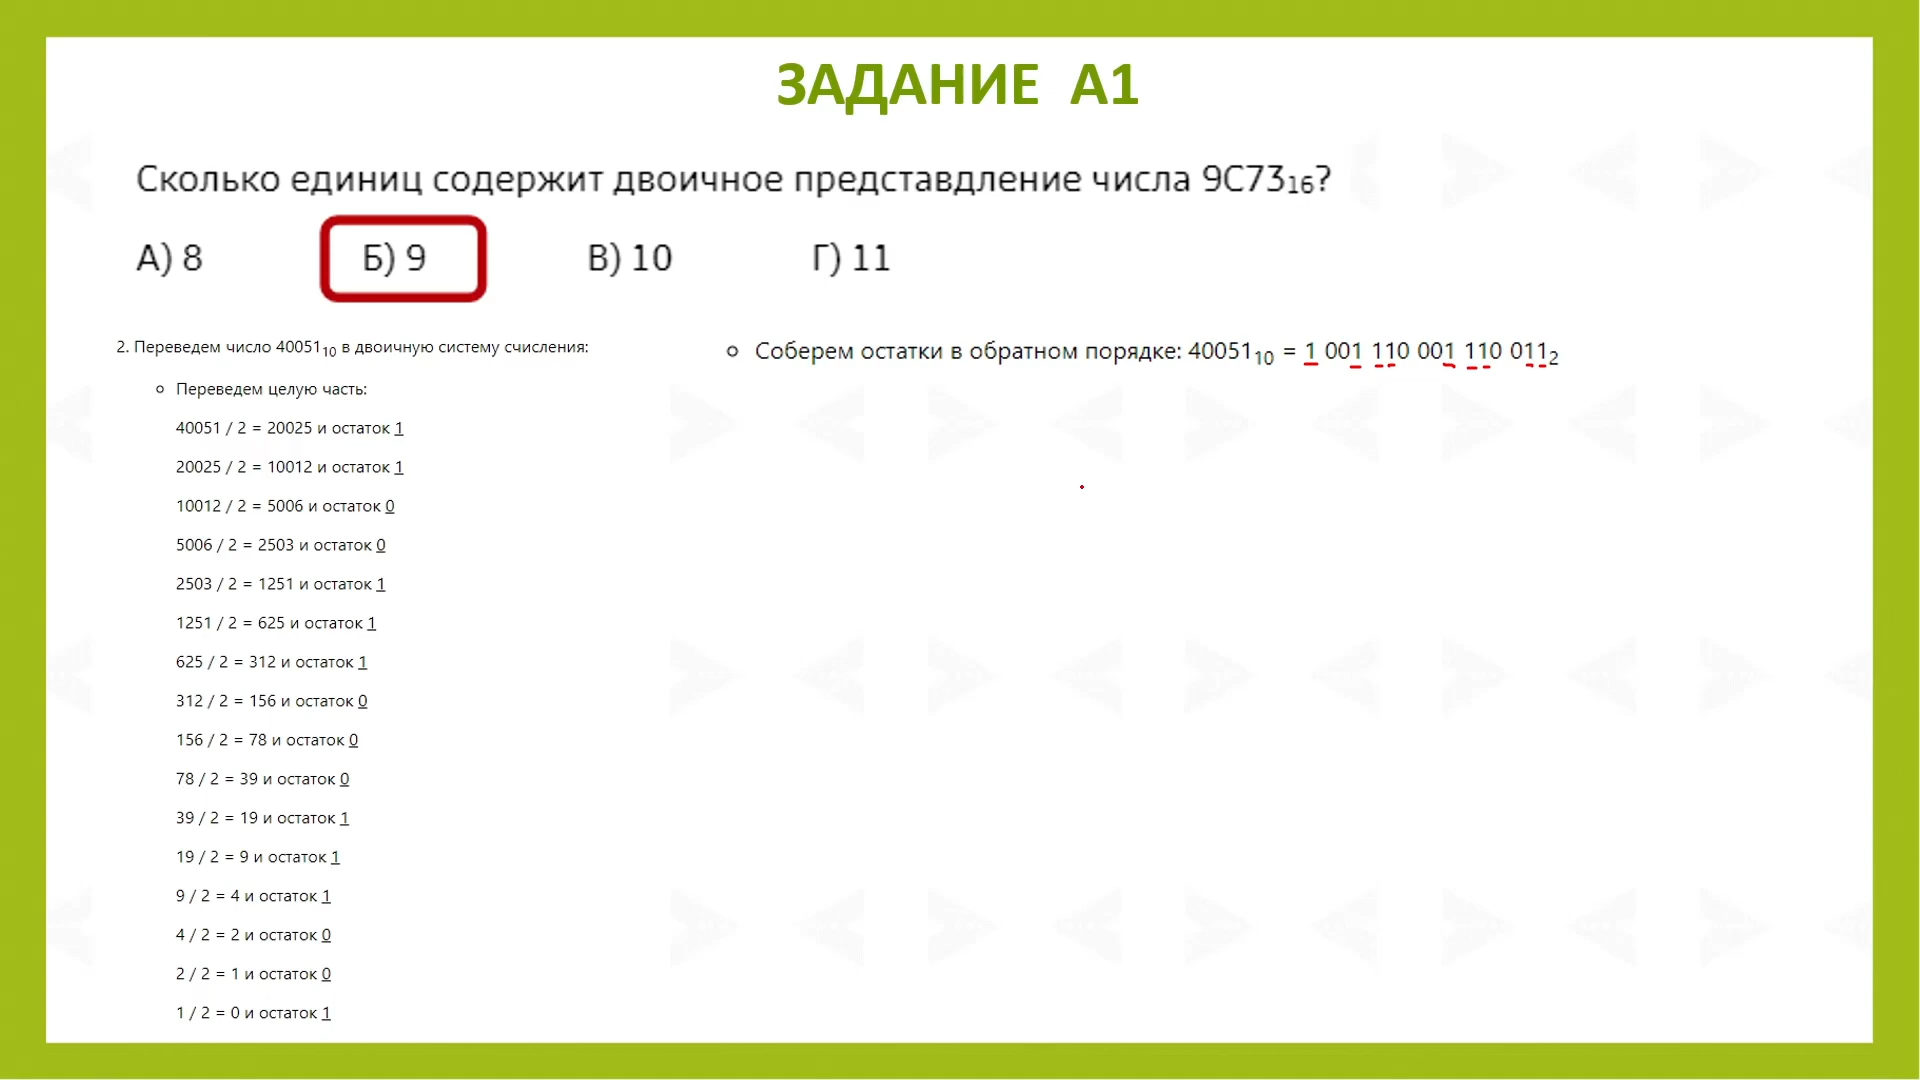 ЗАДАНИЕ А1
Сколько единиц содержит двоичное представдление числа 9C73₁₆?
А) 8 Б) 9 В) 10 Г) 11
2. Переведем число 40051₁₀ в двоичную систему счисления:
Переведем целую часть:
40051 / 2 = 20025 и остаток 1
20025 / 2 = 10012 и остаток 1
10012 / 2 = 5006 и остаток 0
5006 / 2 = 2503 и остаток 0
2503 / 2 = 1251 и остаток 1
1251 / 2 = 625 и остаток 1
625 / 2 = 312 и остаток 1
312 / 2 = 156 и остаток 0
156 / 2 = 78 и остаток 0
78 / 2 = 39 и остаток 0
39 / 2 = 19 и остаток 1
19 / 2 = 9 и остаток 1
9 / 2 = 4 и остаток 1
4 / 2 = 2 и остаток 0
2 / 2 = 1 и остаток 0
1 / 2 = 0 и остаток 1
Соберем остатки в обратном порядке: 40051₁₀ = 1 001 110 001 110 011₂